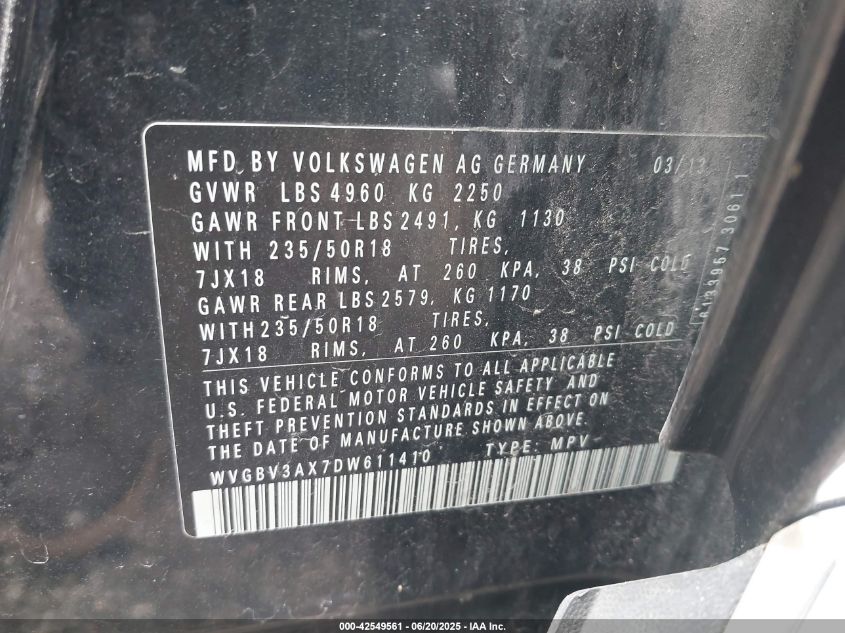 MFD BY VOLKSWAGEN AG GERMANY 03/13
GVWR LBS 4960 KG 2250
GAWR FRONT LBS 2491, KG 1130
WITH 235/50R18 TIRES,
7JX18 RIMS, AT 260 KPA, 38 PSI COLD
GAWR REAR LBS 2579, KG 1170
WITH 235/50R18 TIRES,
7JX18 RIMS, AT 260 KPA, 38 PSI COLD
THIS VEHICLE CONFORMS TO ALL APPLICABLE
U.S. FEDERAL MOTOR VEHICLE SAFETY AND
THEFT PREVENTION STANDARDS IN EFFECT ON
THE DATE OF MANUFACTURE SHOWN ABOVE.
WVGBV3AX7DW611410 TYPE: MPV
3061 1
000-42549561 - 06/20/2025 - IAA Inc.